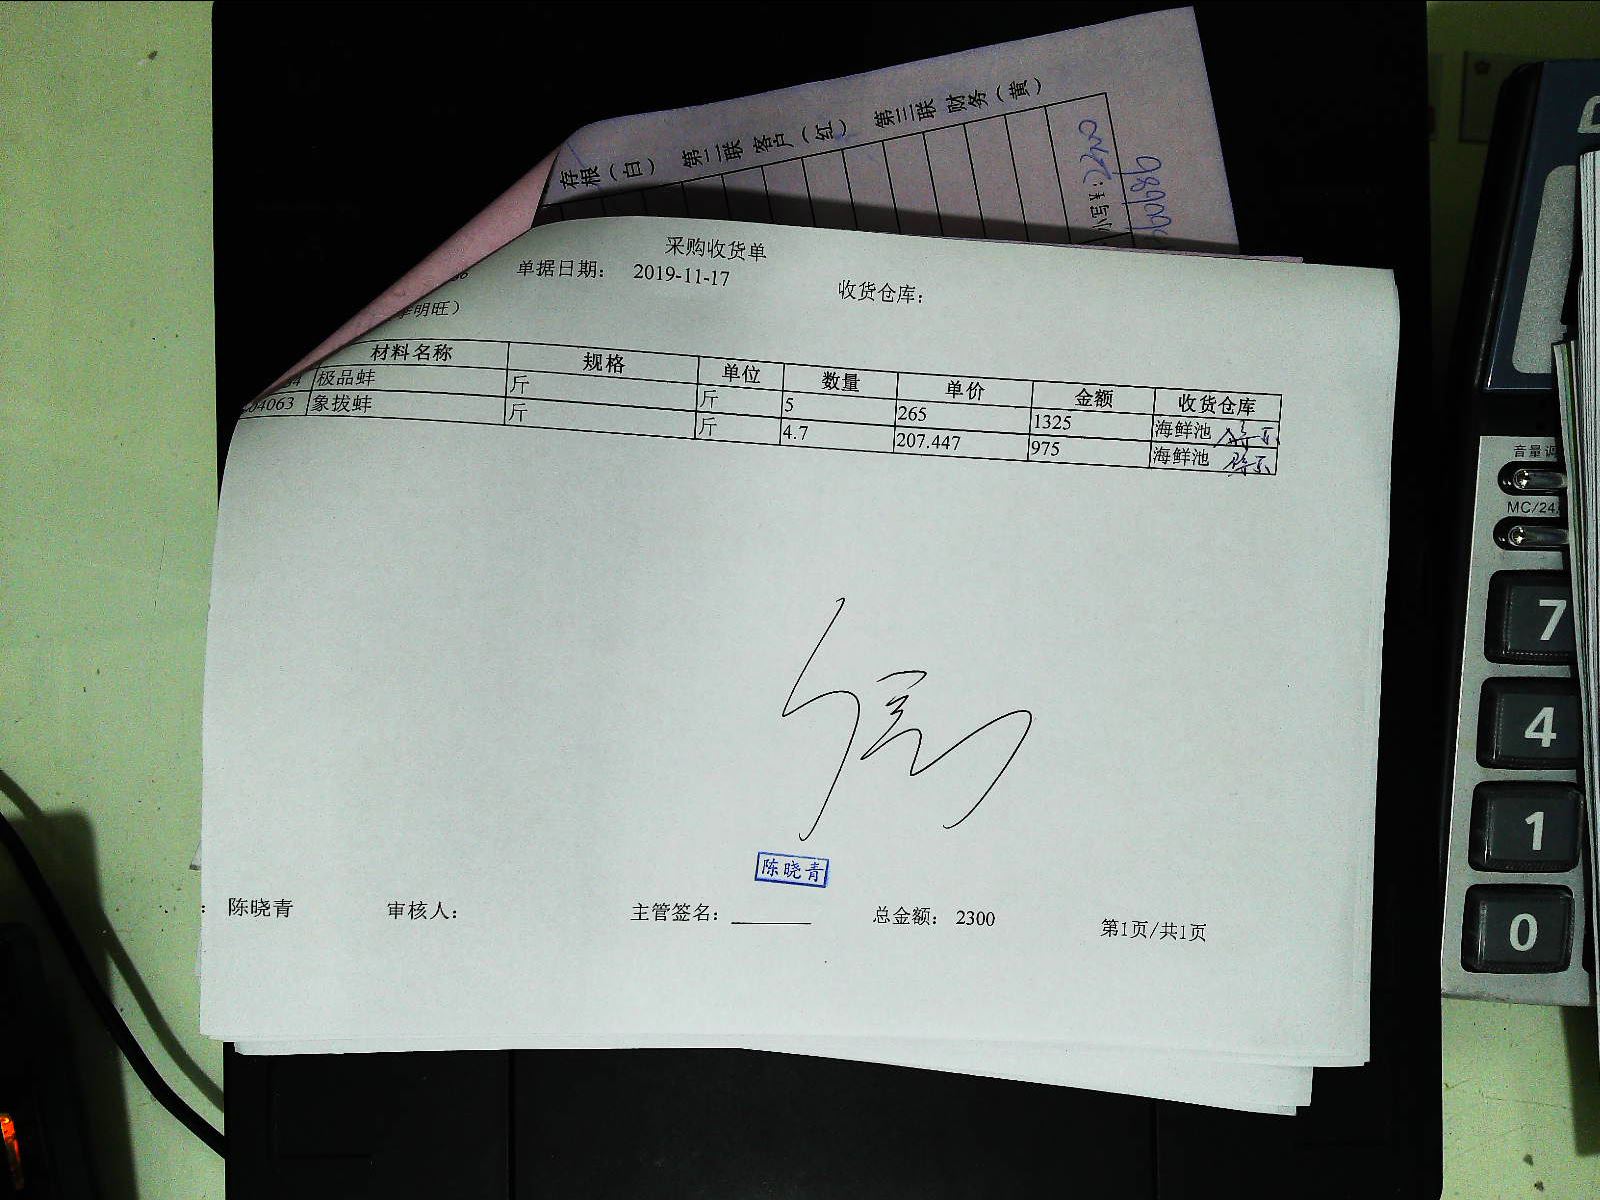 存根（白） 第二联 客户（红） 第三联 财务（黄）
小写¥：2300
采购收货单
单据日期： 2019-11-17 收货仓库：
李明旺）
材料名称 规格 单位 数量 单价 金额 收货仓库
极品蚌 斤 斤 5 265 1325 海鲜池
04063 象拔蚌 斤 斤 4.7 207.447 975 海鲜池
陈晓青
： 陈晓青 审核人： 主管签名： 总金额： 2300 第1页/共1页
音量调
MC/24
7
4
1
0